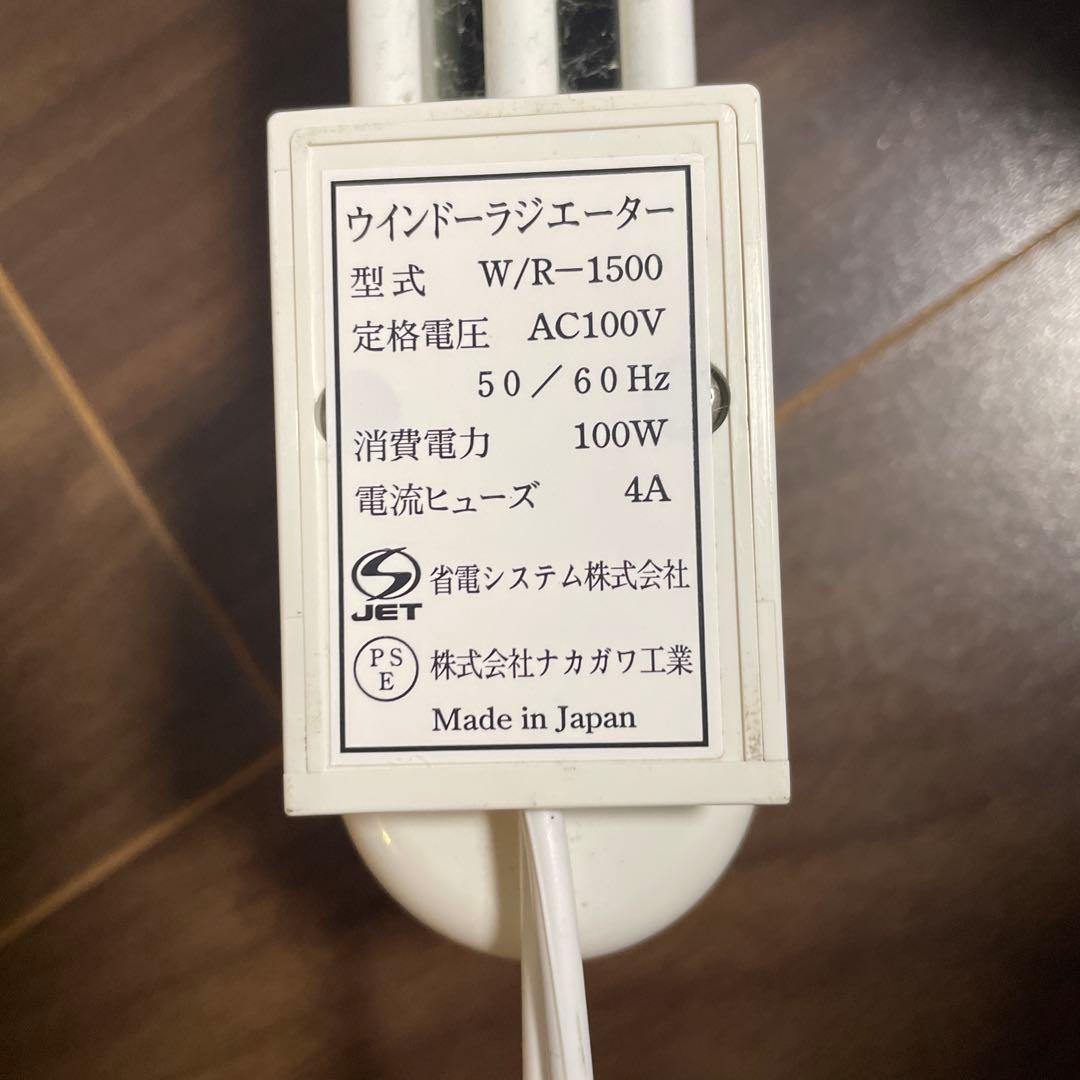 ウインドーラジエーター
型式 W/R－1500
定格電圧 AC100V
50／60Hz
消費電力 100W
電流ヒューズ 4A
S JET 省電システム株式会社
PS E 株式会社ナカガワ工業
Made in Japan